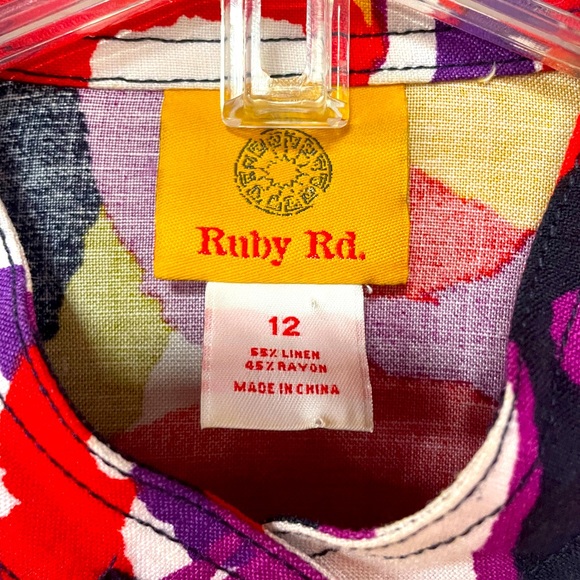 Ruby Rd.
12
55% LINEN
45% RAYON
MADE IN CHINA